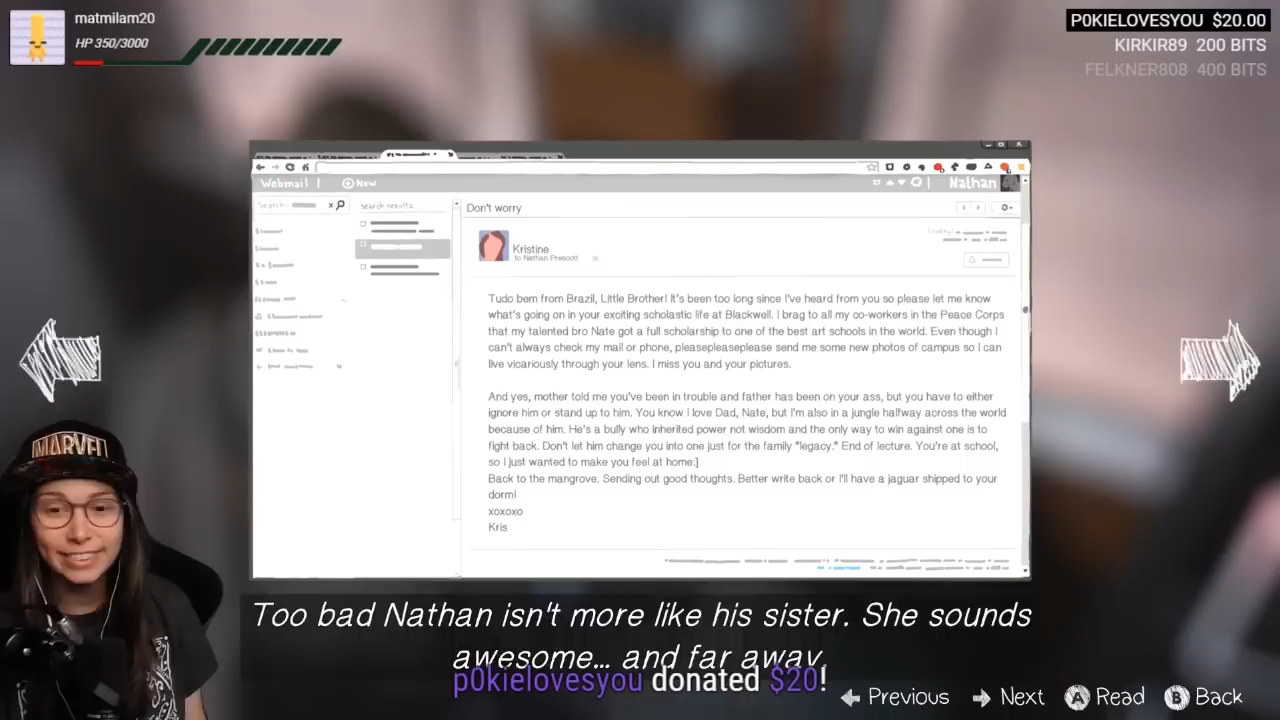 matmilam20
HP 350/3000
P0KIELOVESYOU $20.00
KIRKIR89 200 BITS
FELKNER808 400 BITS
Webmail | New
Nathan
Search:
search results
Don't worry
Kristine
to Nathan Prescott
(today)
Tudo bem from Brazil, Little Brother! It's been too long since I've heard from you so please let me know
what's going on in your exciting scholastic life at Blackwell. I brag to all my co-workers in the Peace Corps
that my talented bro Nate got a full scholarship to one of the best art schools in the world. Even though I
can't always check my mail or phone, pleasepleaseplease send me some new photos of campus so I can
live vicariously through your lens. I miss you and your pictures.
And yes, mother told me you've been in trouble and father has been on your ass, but you have to either
ignore him or stand up to him. You know I love Dad, Nate, but I'm also in a jungle halfway across the world
because of him. He's a bully who inherited power not wisdom and the only way to win against one is to
fight back. Don't let him change you into one just for the family "legacy." End of lecture. You're at school,
so I just wanted to make you feel at home.]
Back to the mangrove. Sending out good thoughts. Better write back or I'll have a jaguar shipped to your
dorm!
xoxoxo
Kris
MARVEL
Too bad Nathan isn't more like his sister. She sounds
awesome... and far away.
p0kielovesyou donated $20!
Previous Next A Read B Back